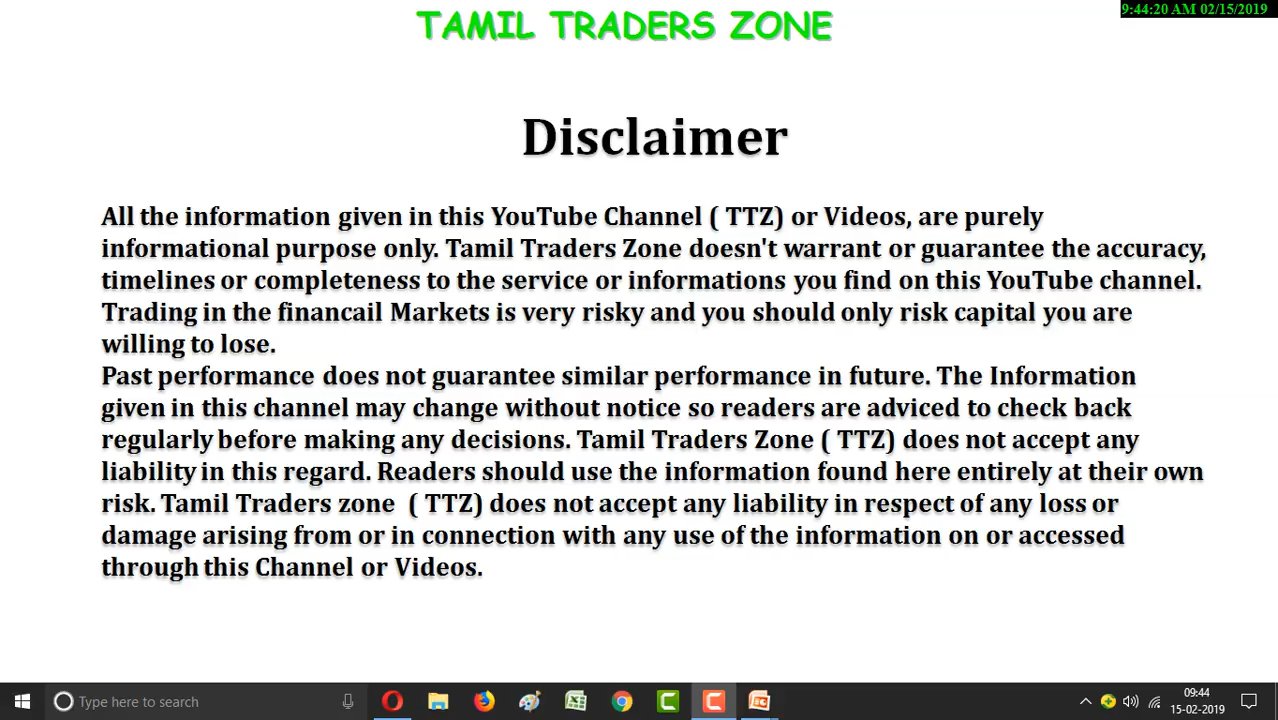 TAMIL TRADERS ZONE
9:44:20 AM 02/15/2019
Disclaimer
All the information given in this YouTube Channel ( TTZ) or Videos, are purely
informational purpose only. Tamil Traders Zone doesn't warrant or guarantee the accuracy,
timelines or completeness to the service or informations you find on this YouTube channel.
Trading in the financail Markets is very risky and you should only risk capital you are
willing to lose.
Past performance does not guarantee similar performance in future. The Information
given in this channel may change without notice so readers are adviced to check back
regularly before making any decisions. Tamil Traders Zone ( TTZ) does not accept any
liability in this regard. Readers should use the information found here entirely at their own
risk. Tamil Traders zone  ( TTZ) does not accept any liability in respect of any loss or
damage arising from or in connection with any use of the information on or accessed
through this Channel or Videos.
Type here to search
09:44
15-02-2019